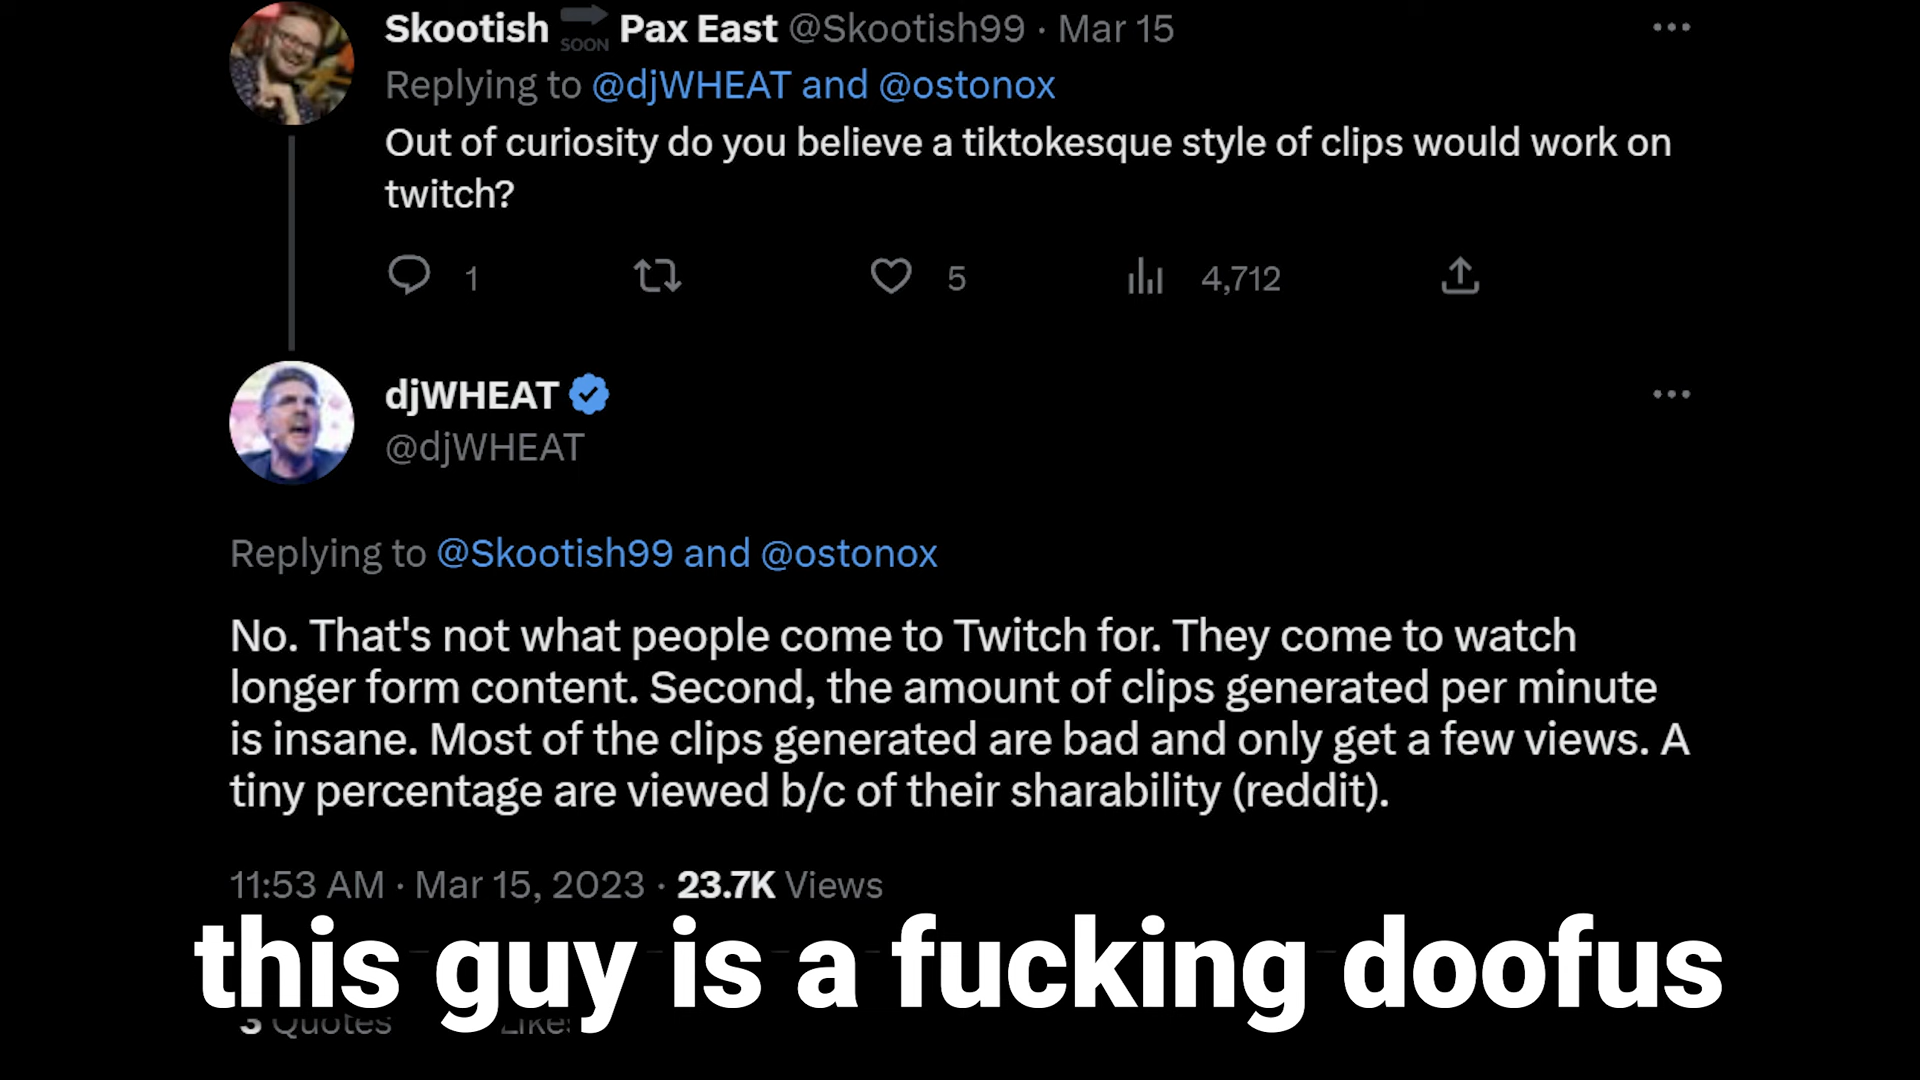 Skootish SOON Pax East @Skootish99 · Mar 15
Replying to @djWHEAT and @ostonox
Out of curiosity do you believe a tiktokesque style of clips would work on
twitch?
1 5 4,712
djWHEAT
@djWHEAT
Replying to @Skootish99 and @ostonox
No. That's not what people come to Twitch for. They come to watch
longer form content. Second, the amount of clips generated per minute
is insane. Most of the clips generated are bad and only get a few views. A
tiny percentage are viewed b/c of their sharability (reddit).
11:53 AM · Mar 15, 2023 · 23.7K Views
this guy is a fucking doofus
3 Quotes Likes